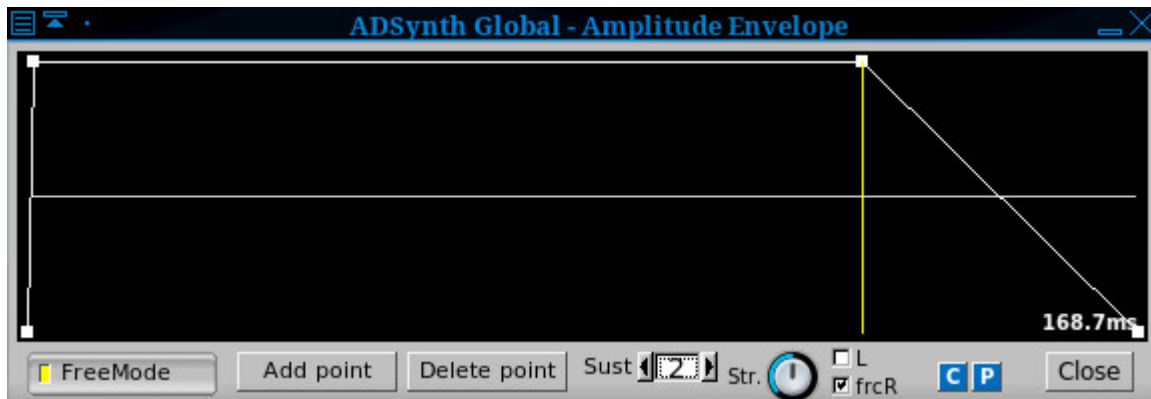 ADSynth Global - Amplitude Envelope
168.7ms
FreeMode Add point Delete point Sust 2 Str. L C P Close
frcR